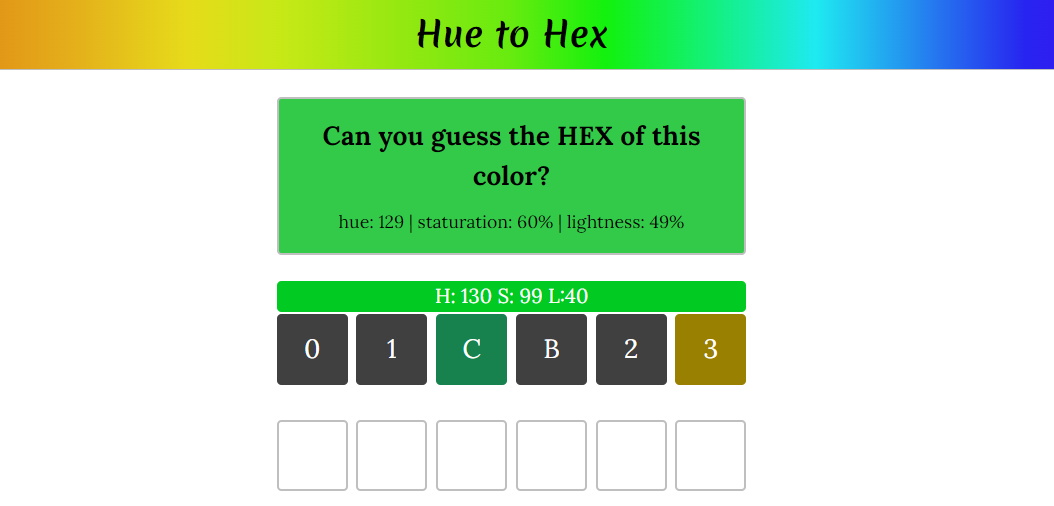 Hue to Hex
Can you guess the HEX of this
color?
hue: 129 | staturation: 60% | lightness: 49%
H: 130 S: 99 L:40
0 1 C B 2 3